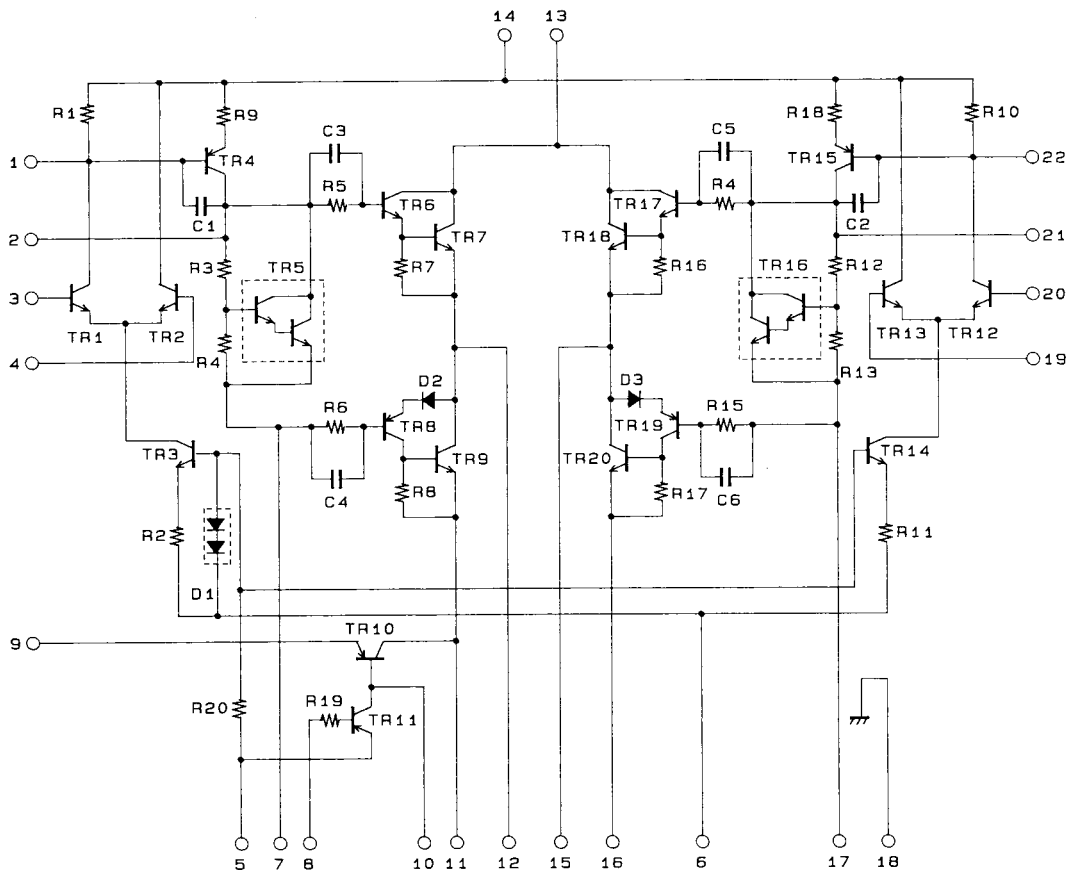 14 13
R1 R9 R18 R10
C3 C5
1 TR4 TR15 22
R5 R4
TR6 TR17
C1 C2
2 TR7 TR18 21
R3 TR5 R7 R16 TR16 R12
3 20
TR1 TR2 TR13 TR12
4 R4 R13 19
D2 D3
R6 R15
TR8 TR19
TR3 TR9 TR20 TR14
C4 R8 R17 C6
R2 R11
D1
9 TR10
R20 R19 TR11
5 7 8 10 11 12 15 16 6 17 18